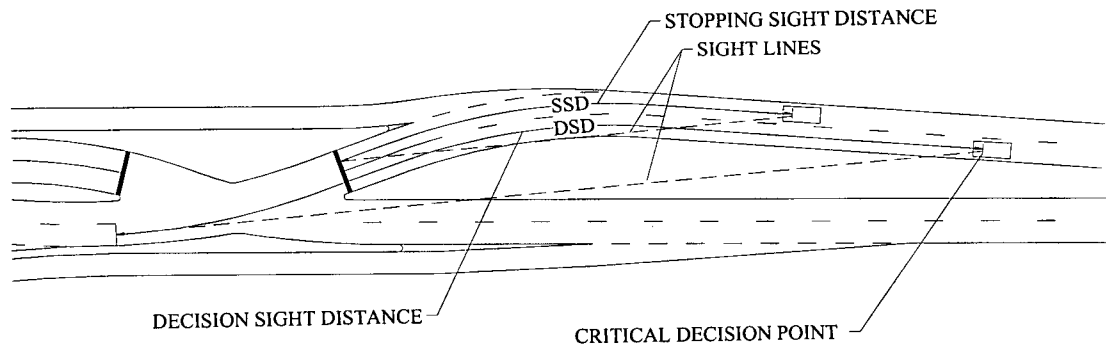 STOPPING SIGHT DISTANCE
SIGHT LINES
SSD
DSD
DECISION SIGHT DISTANCE
CRITICAL DECISION POINT